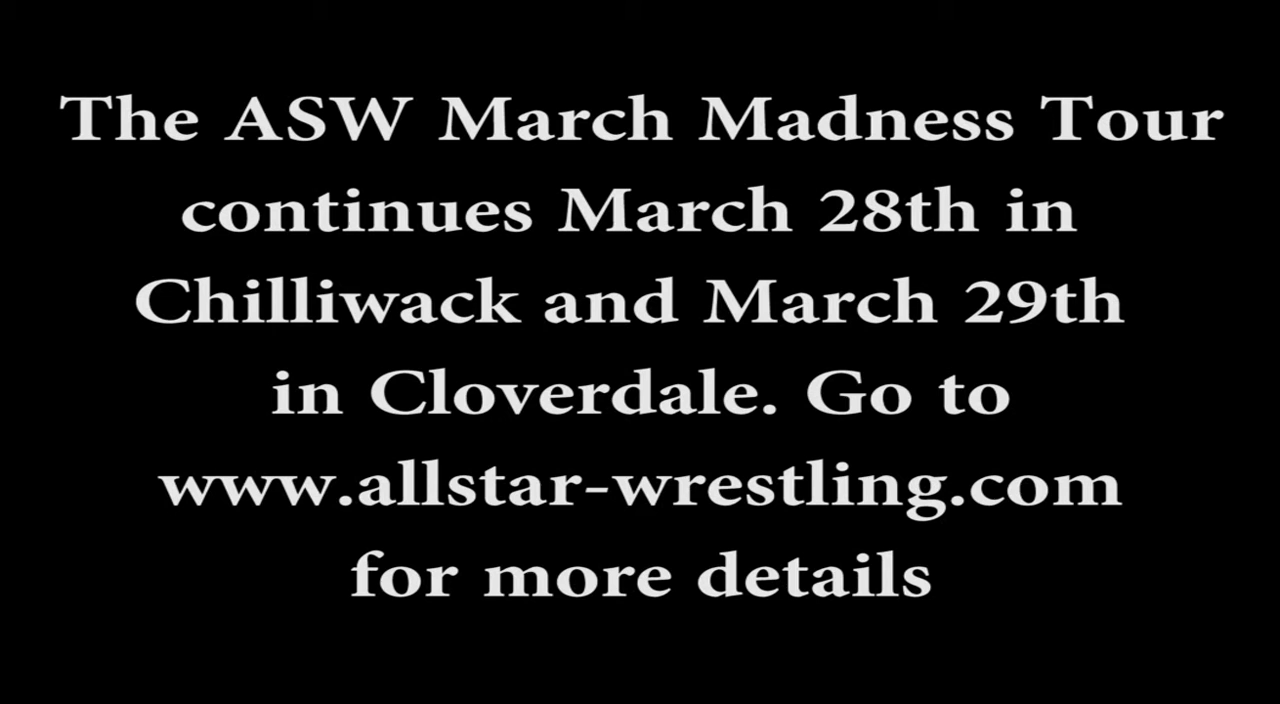 The ASW March Madness Tour
continues March 28th in
Chilliwack and March 29th
in Cloverdale. Go to
www.allstar-wrestling.com
for more details